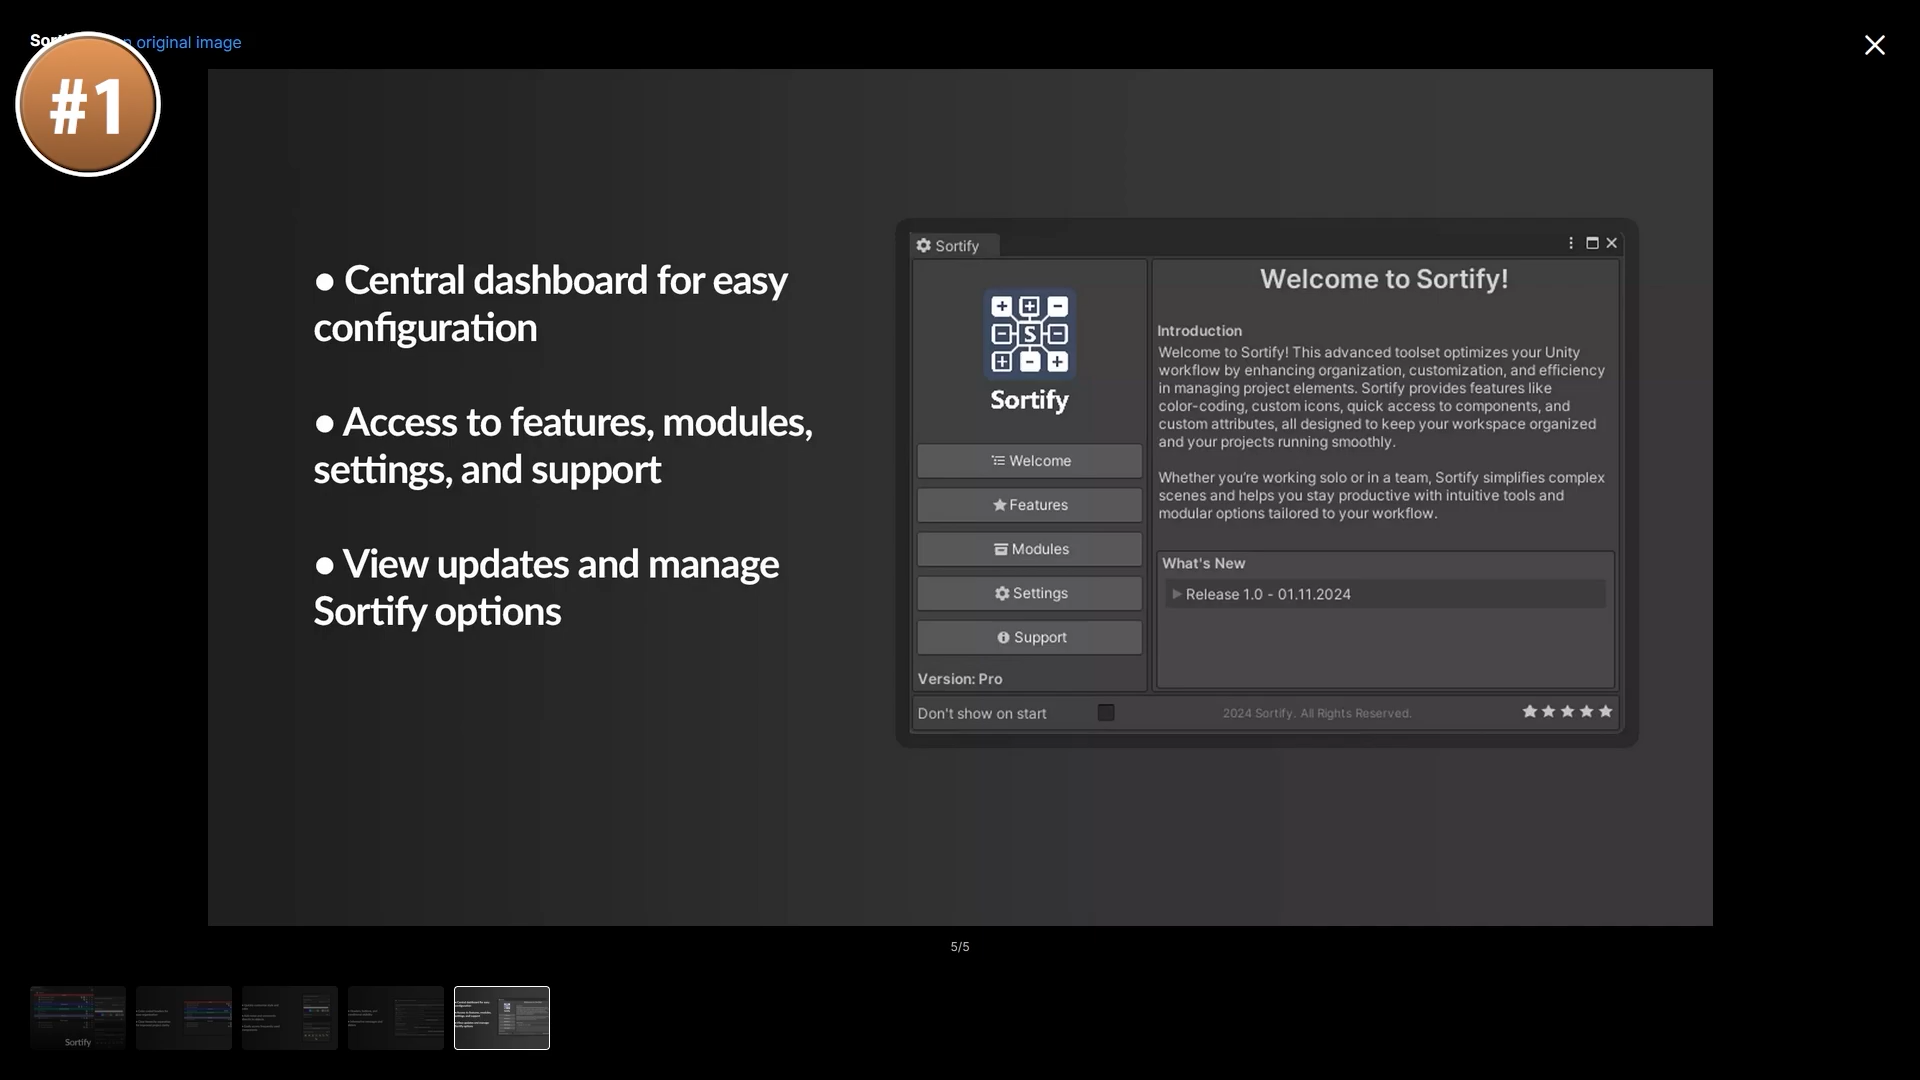 original image
#1
● Central dashboard for easy
configuration
● Access to features, modules,
settings, and support
● View updates and manage
Sortify options
Sortify
S
Sortify
Welcome
Features
Modules
Settings
Support
Version: Pro
Don't show on start
Welcome to Sortify!
Introduction
Welcome to Sortify! This advanced toolset optimizes your Unity
workflow by enhancing organization, customization, and efficiency
in managing project elements. Sortify provides features like
color-coding, custom icons, quick access to components, and
custom attributes, all designed to keep your workspace organized
and your projects running smoothly.
Whether you're working solo or in a team, Sortify simplifies complex
scenes and helps you stay productive with intuitive tools and
modular options tailored to your workflow.
What's New
Release 1.0 - 01.11.2024
2024 Sortify. All Rights Reserved.
5/5
Sortify